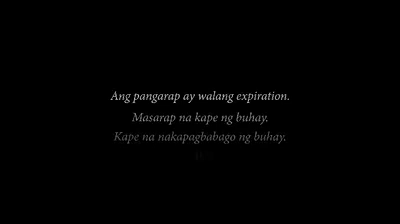 Ang pangarap ay walang expiration.
Masarap na kape ng buhay.
Kape na nakapagbabago ng buhay.